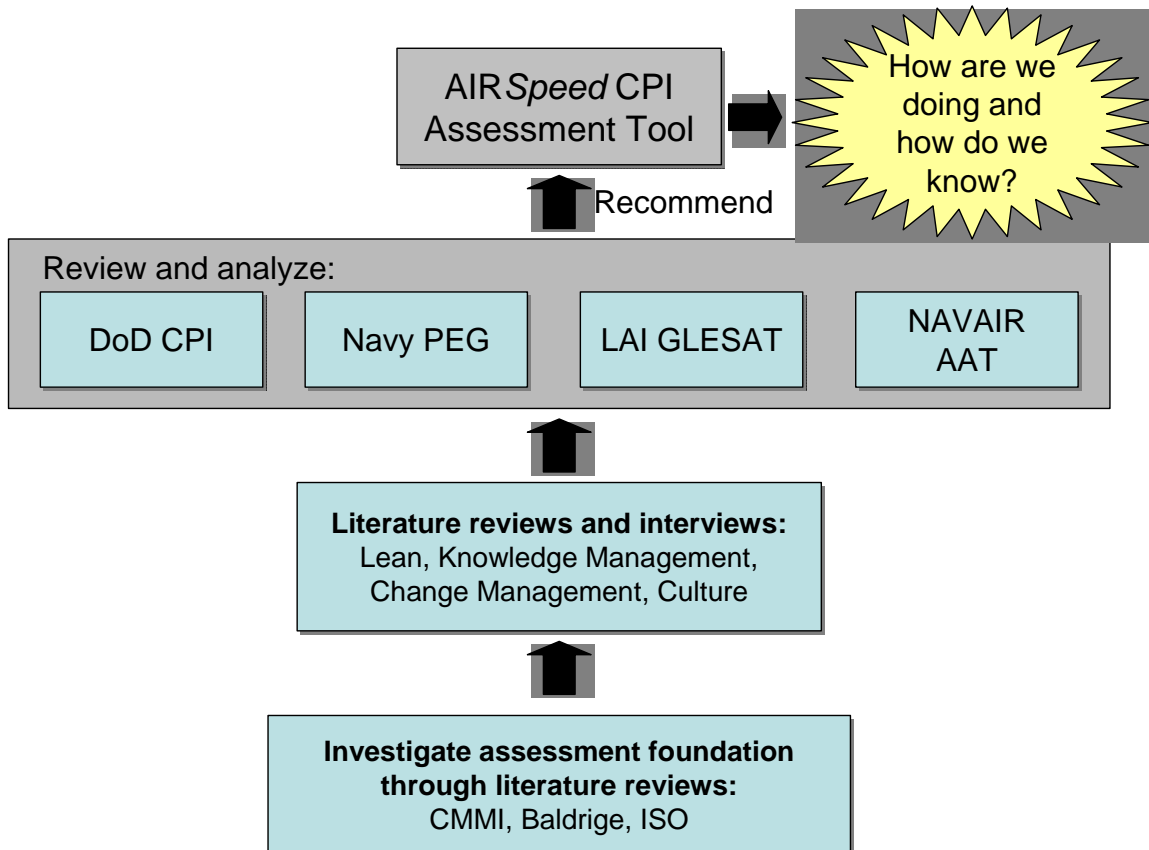 AIRSpeed CPI
Assessment Tool
How are we
doing and
how do we
know?
Recommend
Review and analyze:
DoD CPI
Navy PEG
LAI GLESAT
NAVAIR
AAT
Literature reviews and interviews:
Lean, Knowledge Management,
Change Management, Culture
Investigate assessment foundation
through literature reviews:
CMMI, Baldrige, ISO